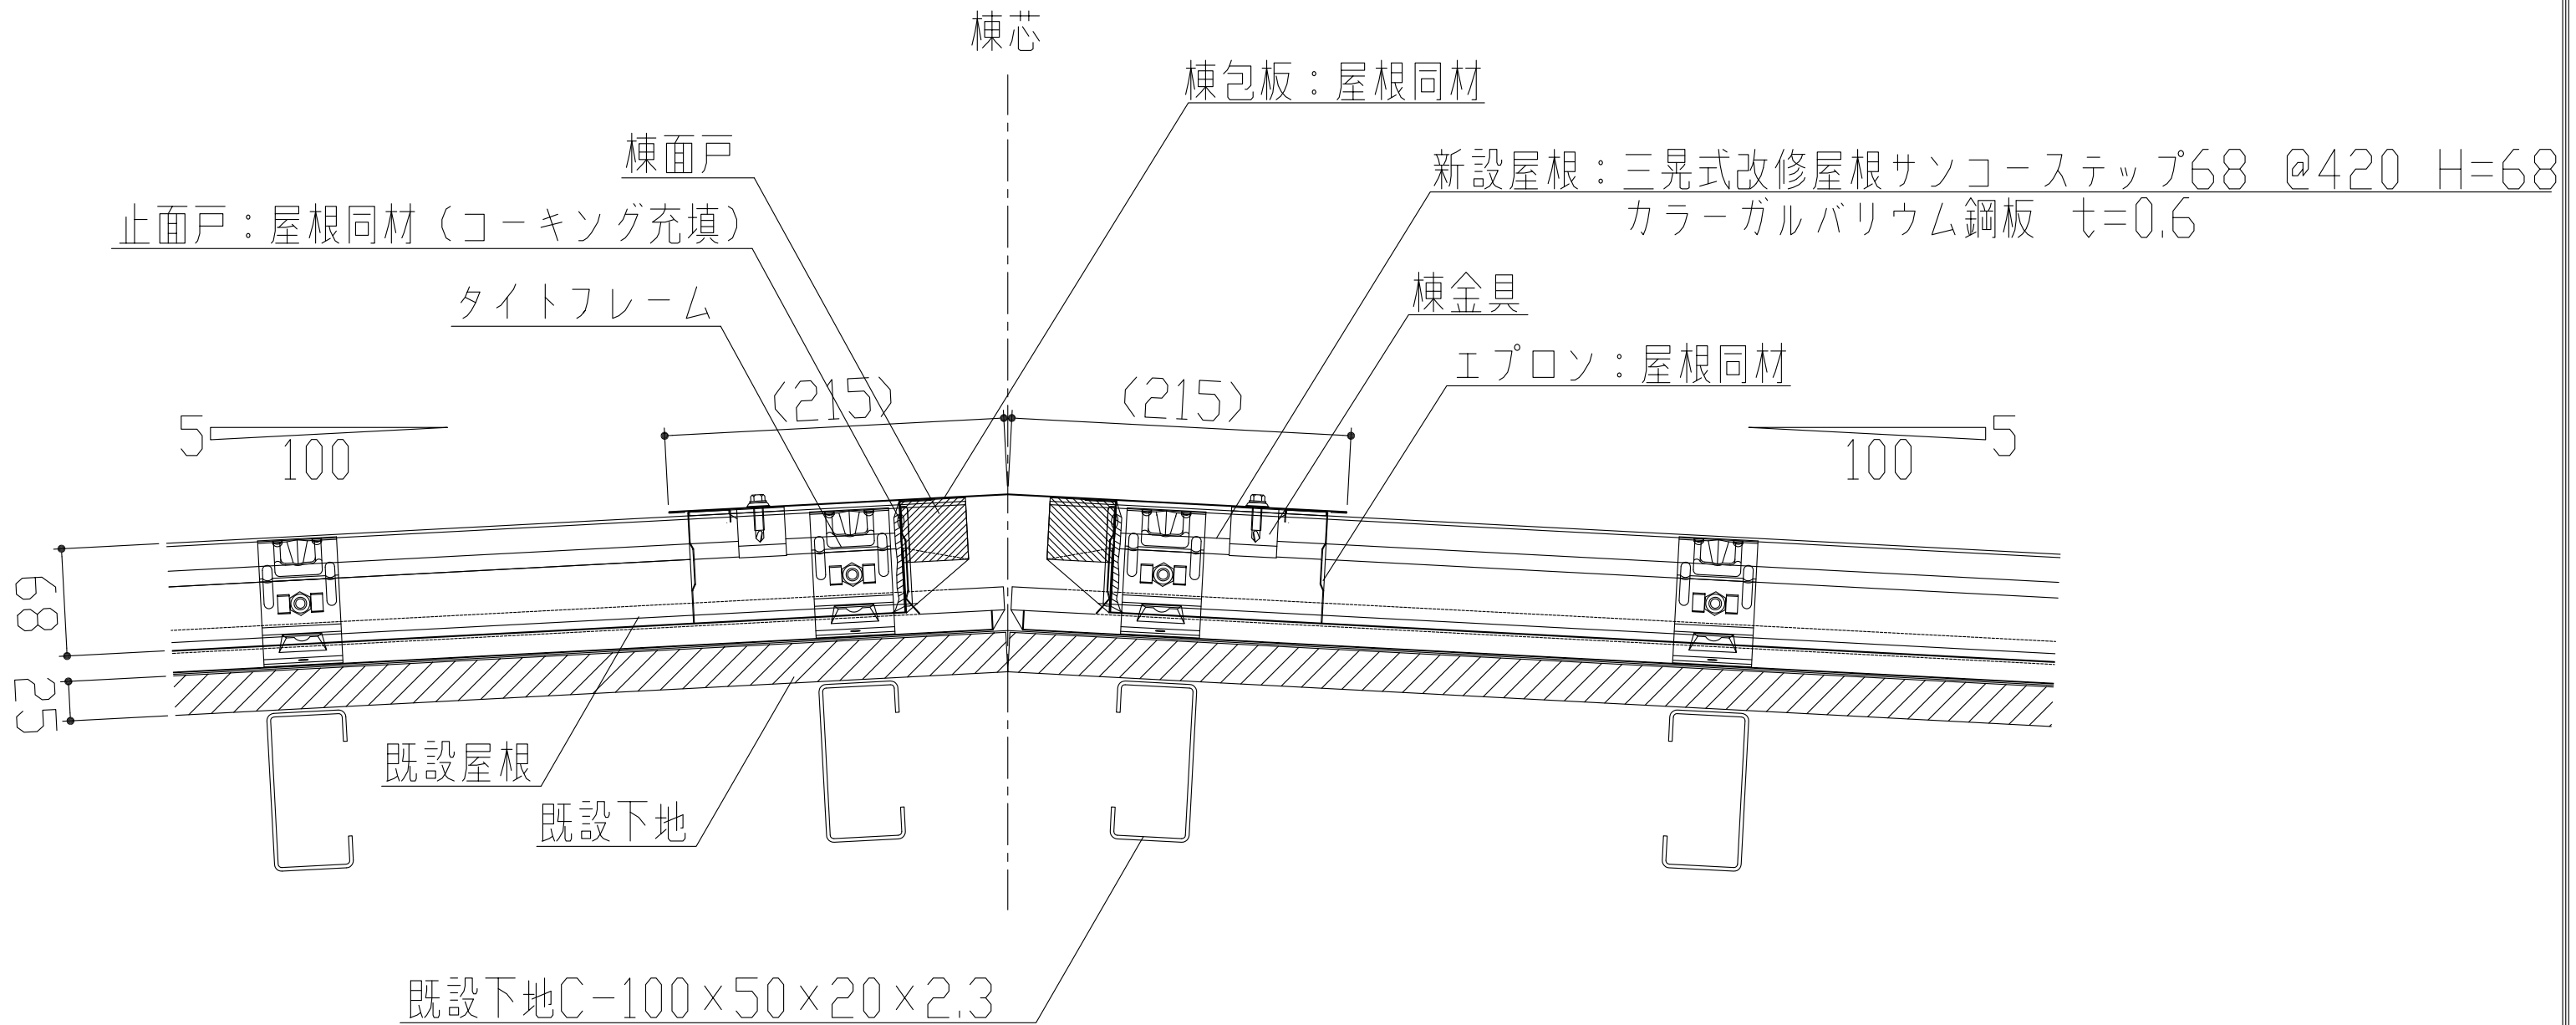 棟芯
棟包板：屋根同材
棟面戸
新設屋根：三晃式改修屋根サンコーステップ68 @420 H=68
カラーガルバリウム鋼板 t=0.6
止面戸：屋根同材（コーキング充填）
タイトフレーム
棟金具
エプロン：屋根同材
(215)
(215)
5
100
100
5
68
25
既設屋根
既設下地
既設下地C-100×50×20×2.3